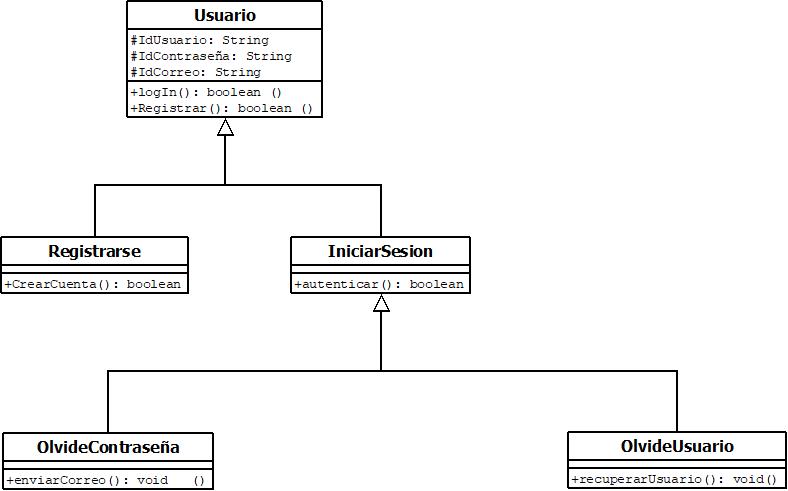 Usuario
#IdUsuario: String
#IdContraseña: String
#IdCorreo: String
+logIn(): boolean ()
+Registrar(): boolean ()
Registrarse
+CrearCuenta(): boolean
IniciarSesion
+autenticar(): boolean
OlvideContraseña
+enviarCorreo(): void ()
OlvideUsuario
+recuperarUsuario(): void()